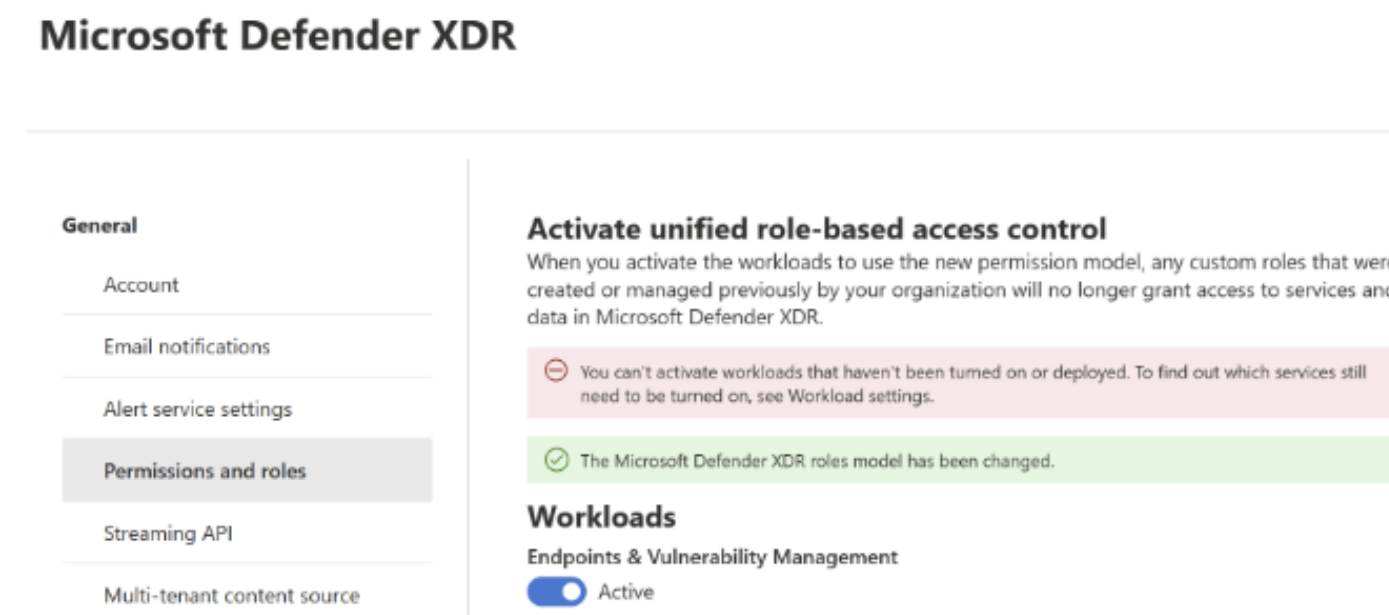 Microsoft Defender XDR
General
Account
Email notifications
Alert service settings
Permissions and roles
Streaming API
Multi-tenant content source
Activate unified role-based access control
When you activate the workloads to use the new permission model, any custom roles that were
created or managed previously by your organization will no longer grant access to services and
data in Microsoft Defender XDR.
You can't activate workloads that haven't been turned on or deployed. To find out which services still
need to be turned on, see Workload settings.
The Microsoft Defender XDR roles model has been changed.
Workloads
Endpoints & Vulnerability Management
Active